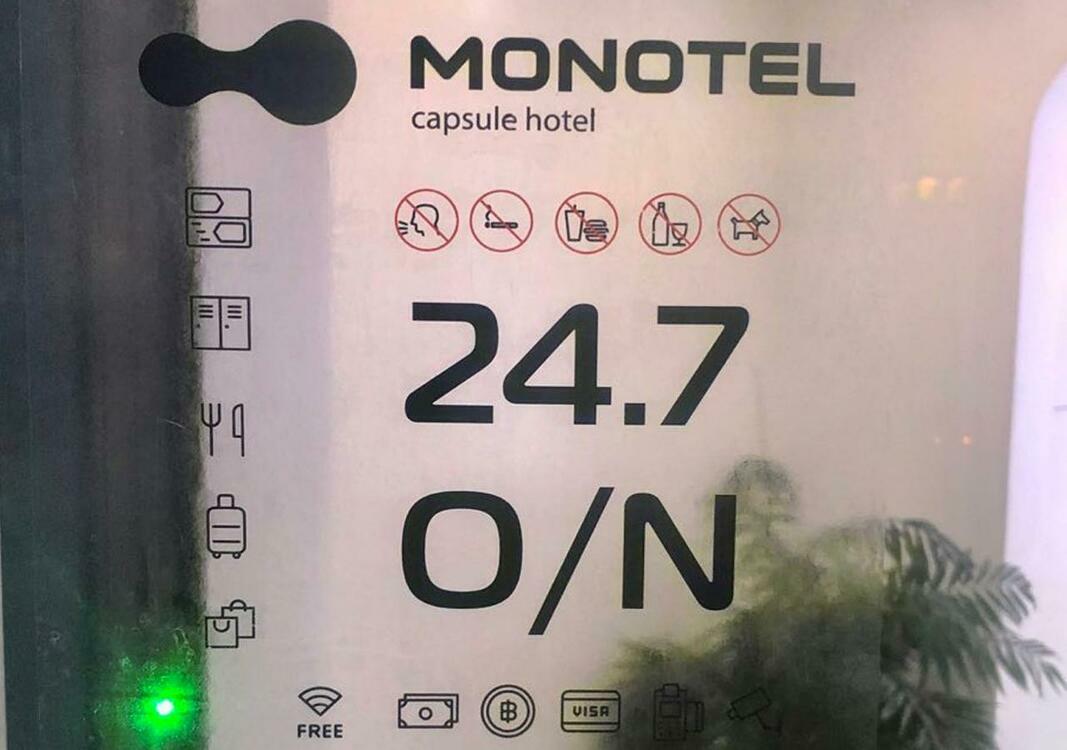 MONOTEL
capsule hotel
24.7
O/N
FREE
VISA